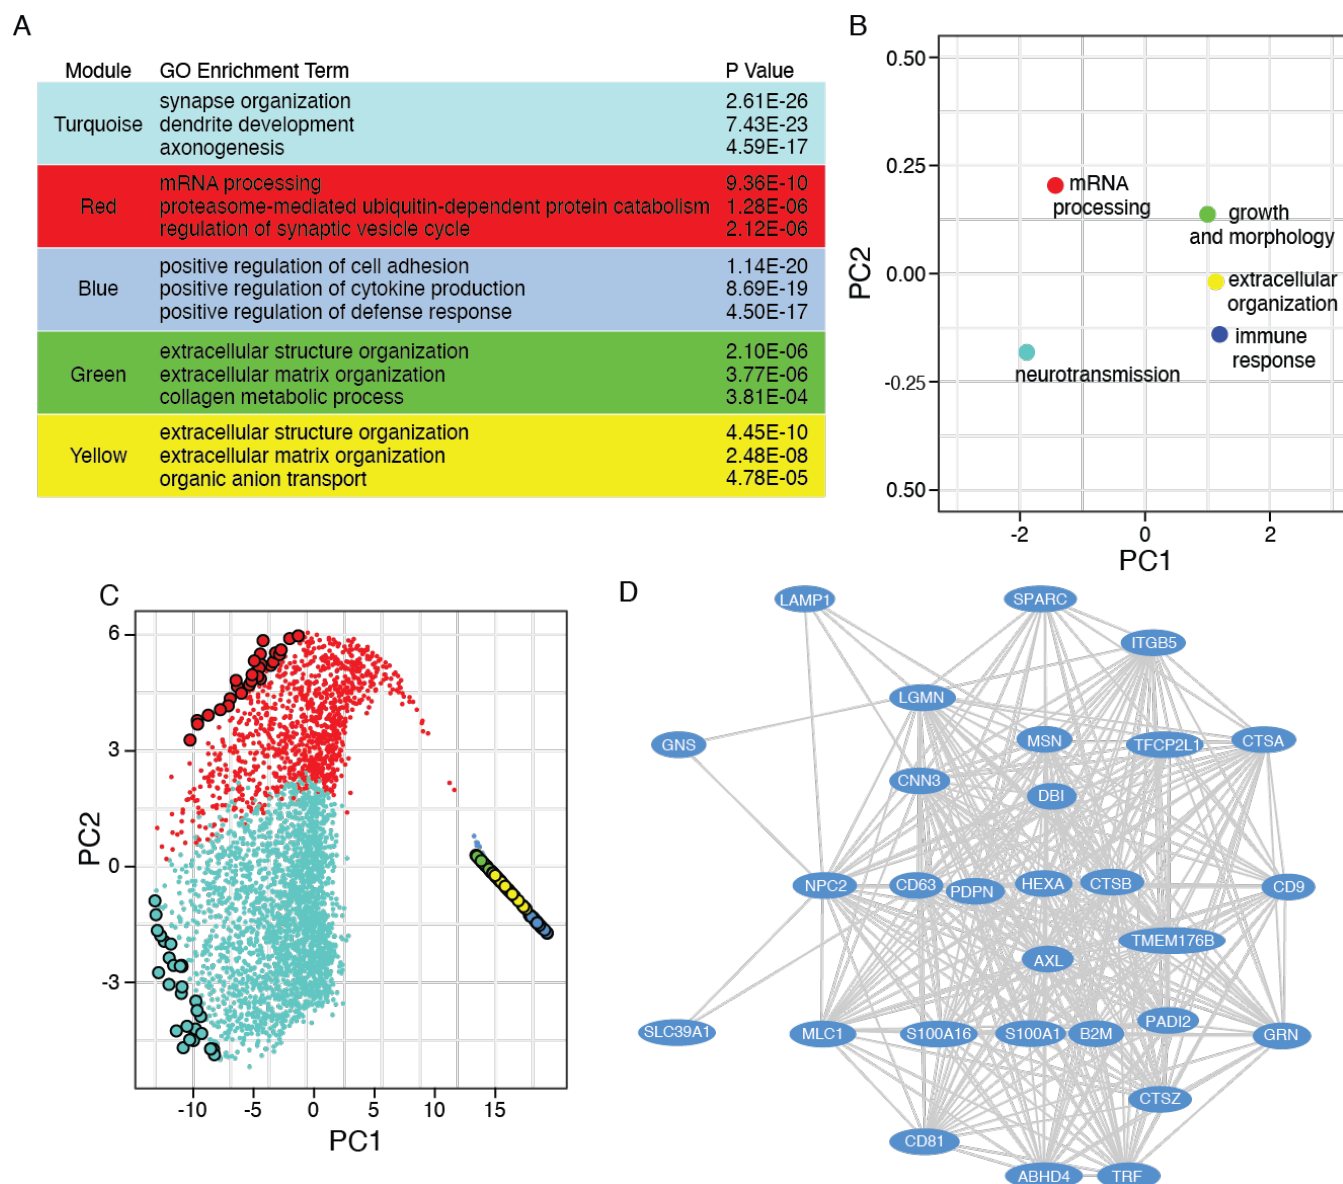 A
Module GO Enrichment Term P Value
Turquoise
synapse organization 2.61E-26
dendrite development 7.43E-23
axonogenesis 4.59E-17
Red
mRNA processing 9.36E-10
proteasome-mediated ubiquitin-dependent protein catabolism 1.28E-06
regulation of synaptic vesicle cycle 2.12E-06
Blue
positive regulation of cell adhesion 1.14E-20
positive regulation of cytokine production 8.69E-19
positive regulation of defense response 4.50E-17
Green
extracellular structure organization 2.10E-06
extracellular matrix organization 3.77E-06
collagen metabolic process 3.81E-04
Yellow
extracellular structure organization 4.45E-10
extracellular matrix organization 2.48E-08
organic anion transport 4.78E-05
B
0.50
0.25
0.00
-0.25
0.50
PC2
mRNA
processing
growth
and morphology
extracellular
organization
immune
response
neurotransmission
-2 0 2
PC1
C
6
3
0
-3
PC2
-10 -5 0 5 10 15
PC1
D
LAMP1
SPARC
ITGB5
LGMN
GNS
MSN
TFCP2L1
CTSA
CNN3
DBI
NPC2
CD63
PDPN
HEXA
CTSB
CD9
TMEM176B
AXL
SLC39A1
MLC1
S100A16
S100A1
B2M
PADI2
GRN
CTSZ
CD81
ABHD4
TRF